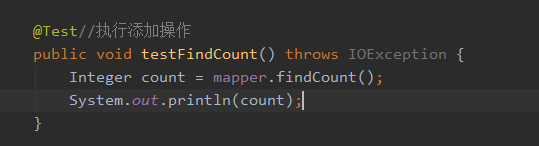 @Test//执行添加操作
public void testFindCount() throws IOException {
    Integer count = mapper.findCount();
    System.out.println(count);
}